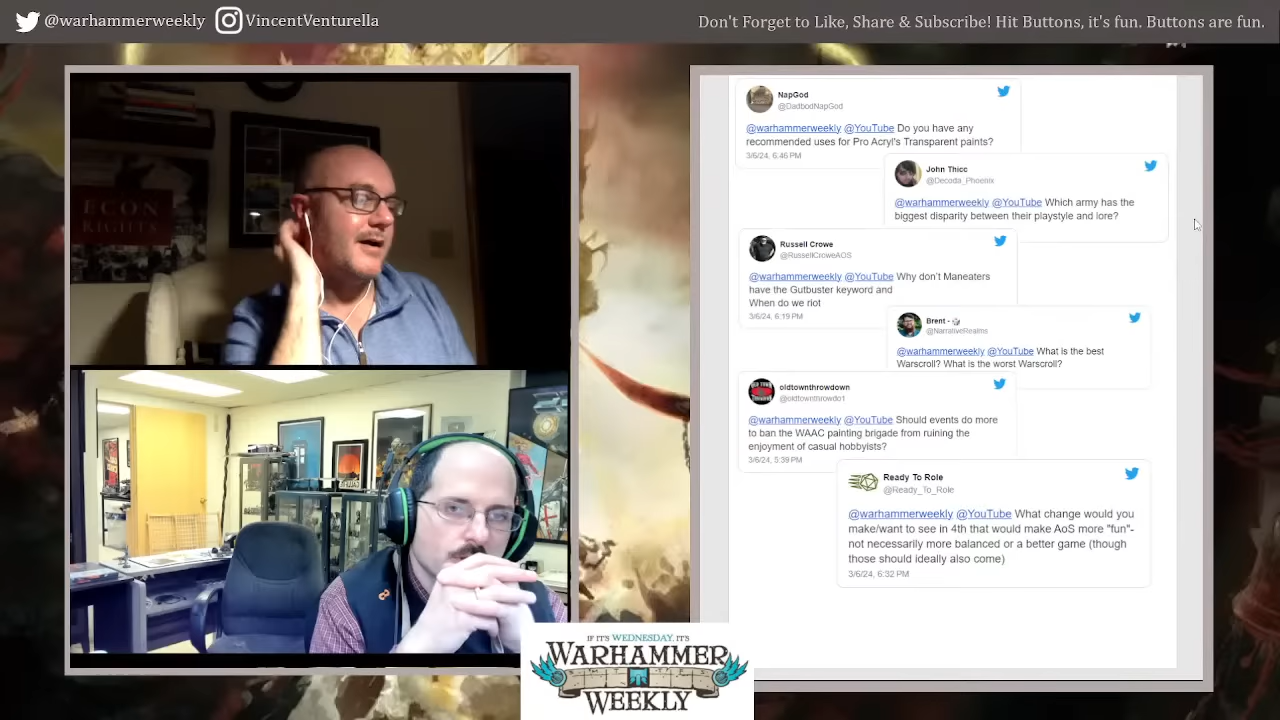 @warhammerweekly
VincentVenturella
Don't Forget to Like, Share & Subscribe! Hit Buttons, it's fun. Buttons are fun.
ECON
RIGHTS
NapGod
@DadbodNapGod
@warhammerweekly @YouTube Do you have any
recommended uses for Pro Acryl's Transparent paints?
3/6/24, 6:46 PM
John Thicc
@Decoda_Phoenix
@warhammerweekly @YouTube Which army has the
biggest disparity between their playstyle and lore?
Russell Crowe
@RussellCroweAOS
@warhammerweekly @YouTube Why don't Maneaters
have the Gutbuster keyword and
When do we riot
3/6/24, 6:19 PM
Brent -
@NarrativeRealms
@warhammerweekly @YouTube What is the best
Warscroll? What is the worst Warscroll?
oldtownthrowdown
@oldtownthrowdo1
@warhammerweekly @YouTube Should events do more
to ban the WAAC painting brigade from ruining the
enjoyment of casual hobbyists?
3/6/24, 5:39 PM
Ready To Role
@Ready_To_Role
@warhammerweekly @YouTube What change would you
make/want to see in 4th that would make AoS more "fun"-
not necessarily more balanced or a better game (though
those should ideally also come)
3/6/24, 6:32 PM
IF IT'S WEDNESDAY, IT'S
WARHAMMER
WEEKLY